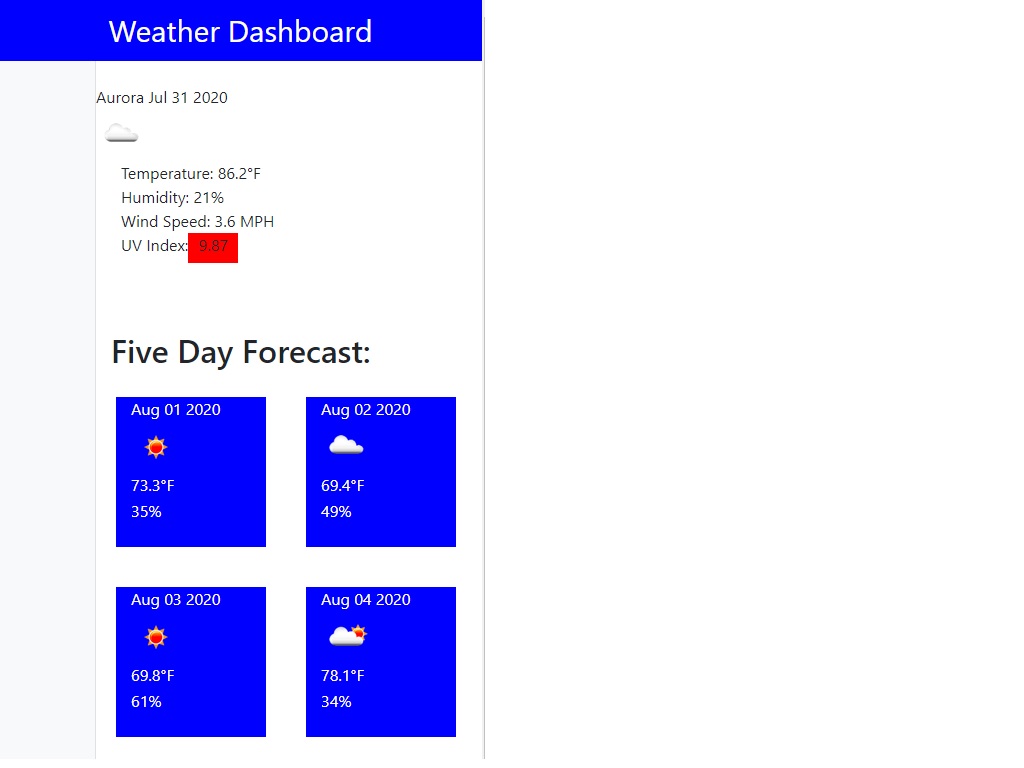 Weather Dashboard
Aurora Jul 31 2020
Temperature: 86.2°F
Humidity: 21%
Wind Speed: 3.6 MPH
UV Index: 9.87
Five Day Forecast:
Aug 01 2020
73.3°F
35%
Aug 02 2020
69.4°F
49%
Aug 03 2020
69.8°F
61%
Aug 04 2020
78.1°F
34%